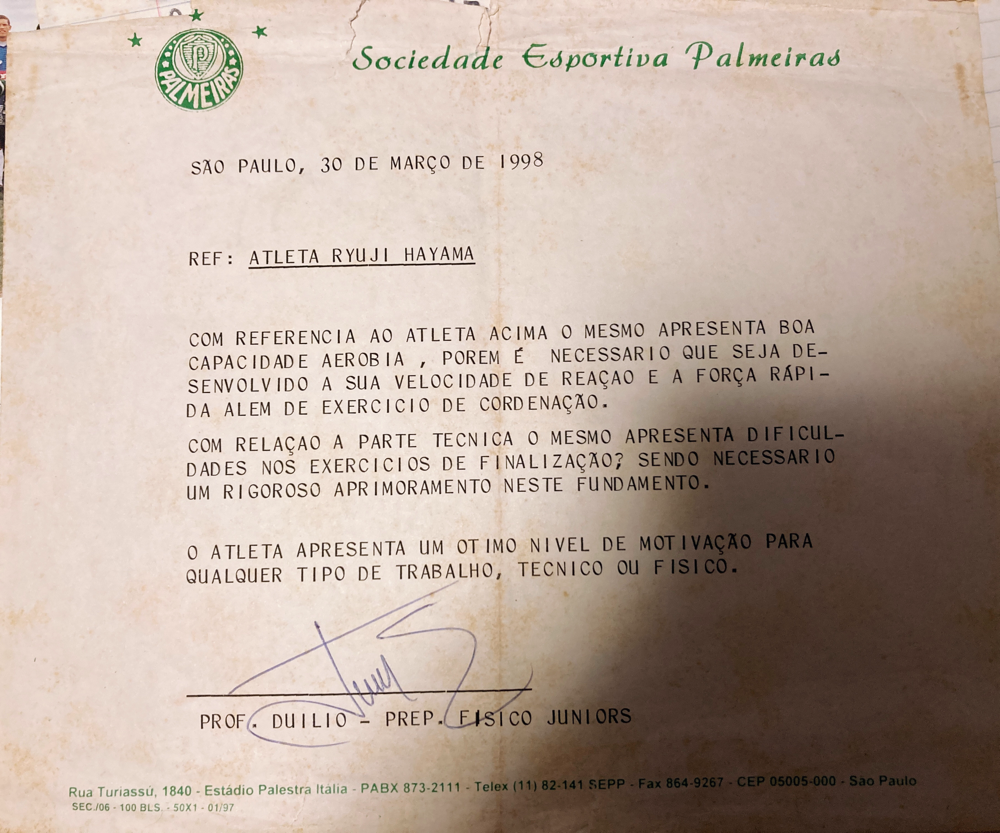 PALMEIRAS
Sociedade Esportiva Palmeiras
SÃO PAULO, 30 DE MARÇO DE 1998
REF: ATLETA RYUJI HAYAMA
COM REFERENCIA AO ATLETA ACIMA O MESMO APRESENTA BOA
CAPACIDADE AEROBIA , POREM É NECESSARIO QUE SEJA DE-
SENVOLVIDO A SUA VELOCIDADE DE REAÇAO E A FORÇA RÁPI-
DA ALEM DE EXERCICIO DE CORDENAÇÃO.
COM RELAÇAO A PARTE TECNICA O MESMO APRESENTA DIFICUL-
DADES NOS EXERCICIOS DE FINALIZAÇÃO? SENDO NECESSARIO
UM RIGOROSO APRIMORAMENTO NESTE FUNDAMENTO.
O ATLETA APRESENTA UM OTIMO NIVEL DE MOTIVAÇÃO PARA
QUALQUER TIPO DE TRABALHO, TECNICO OU FISICO.
PROF. DUILIO - PREP. FISICO JUNIORS
Rua Turiassú, 1840 - Estádio Palestra Itália - PABX 873-2111 - Telex (11) 82-141 SEPP - Fax 864-9267 - CEP 05005-000 - São Paulo
SEC./06 - 100 BLS. - 50X1 - 01/97